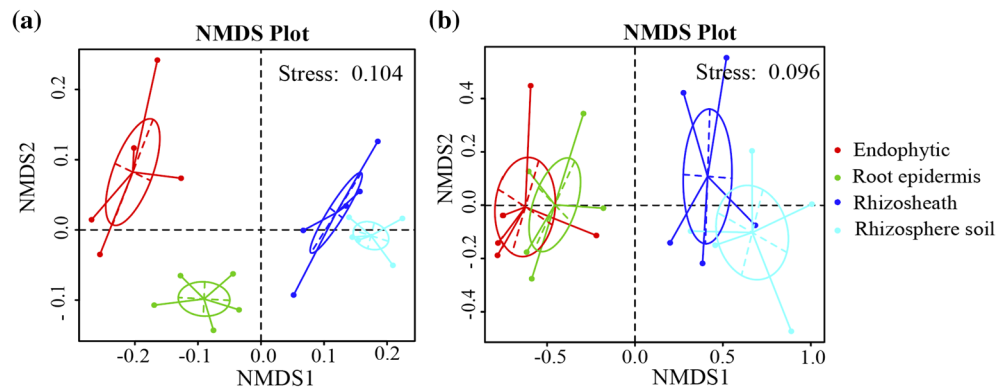 (a)
NMDS Plot
Stress: 0.104
NMDS2
0.2
0.1
0.0
- 0.1
-0.2
-0.1
0.0
0.1
0.2
NMDS1
(b)
NMDS Plot
Stress: 0.096
NMDS2
0.4
0.2
0.0
-0.2
-0.4
-0.5
0.0
0.5
1.0
NMDS1
Endophytic
Root epidermis
Rhizosheath
Rhizosphere soil